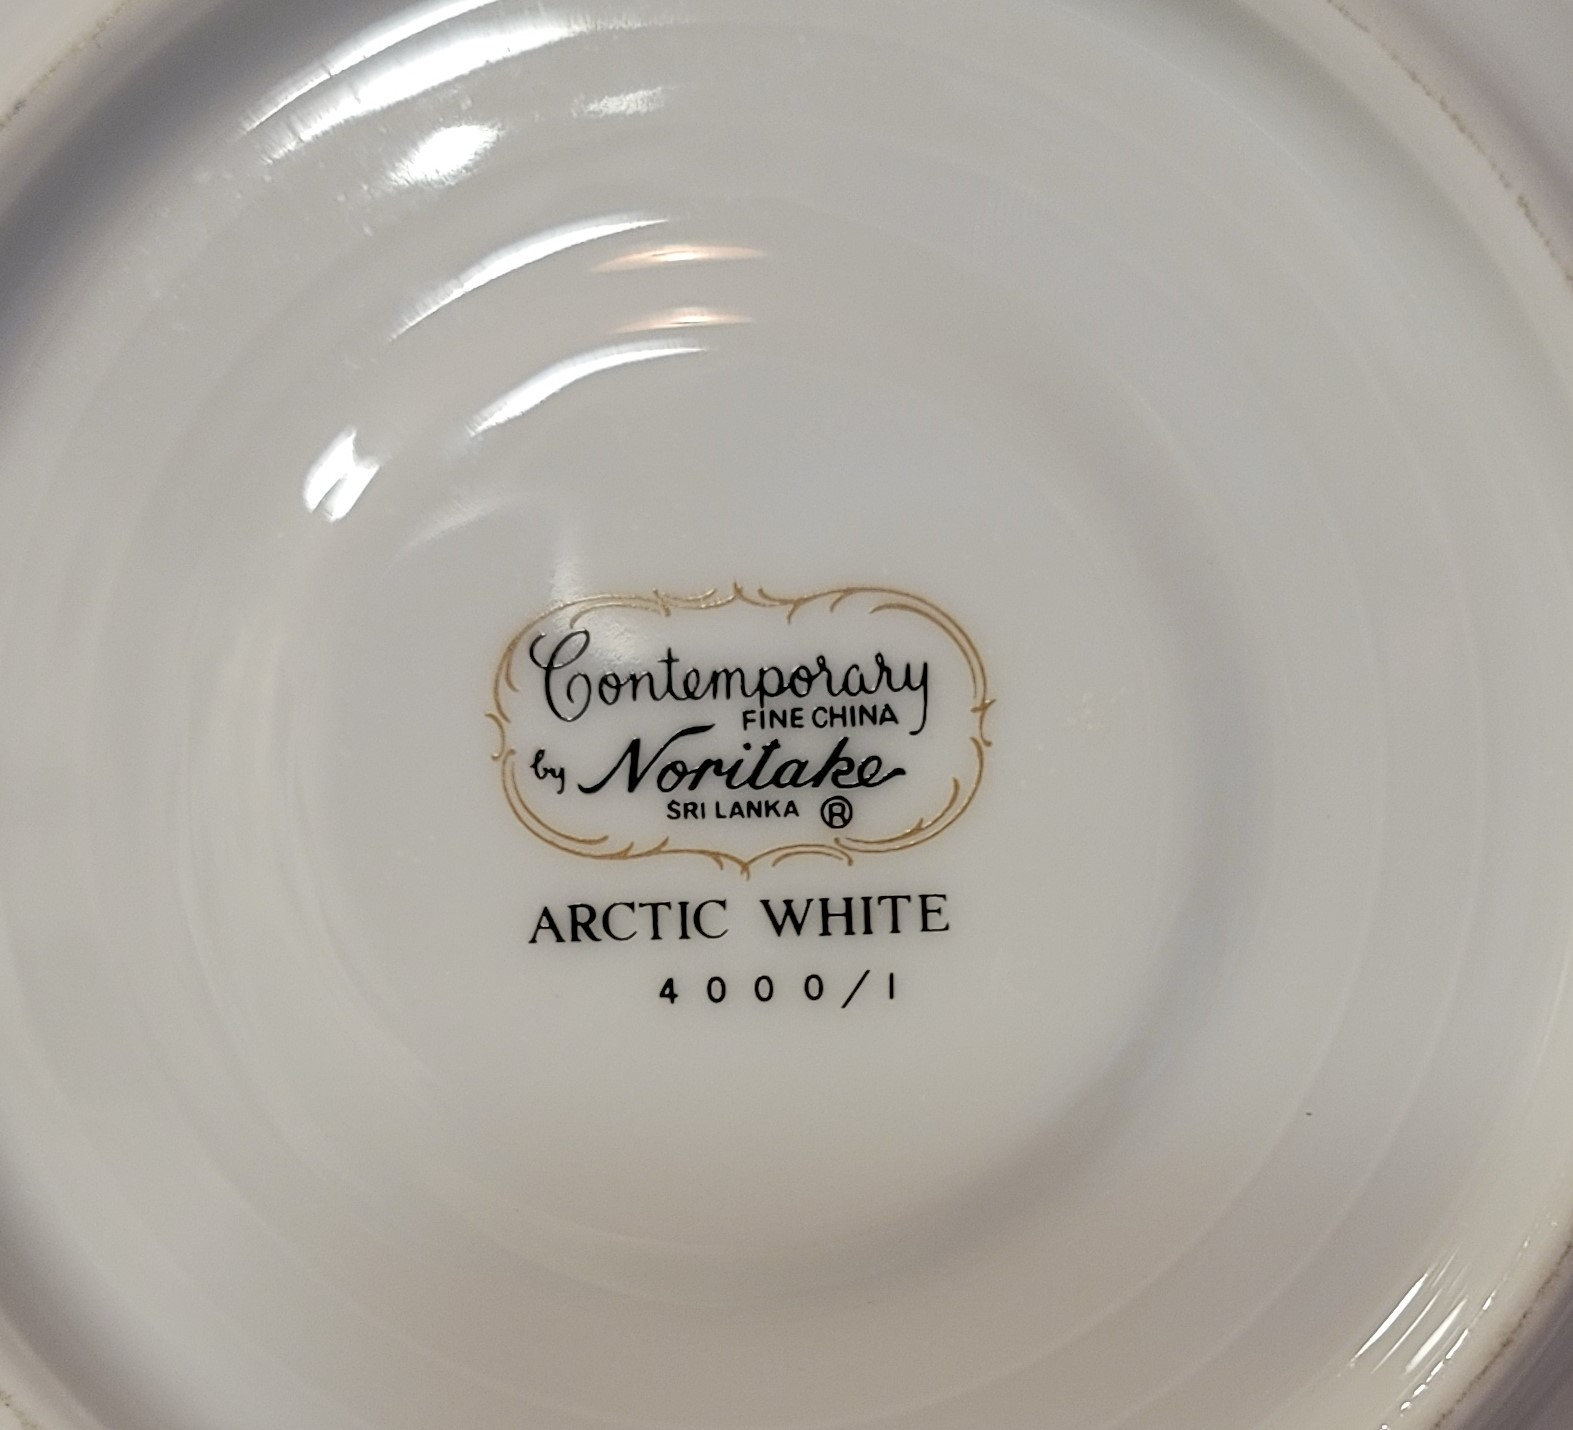 Contemporary
FINE CHINA
by Noritake
SRI LANKA ®
ARCTIC WHITE
4000/1